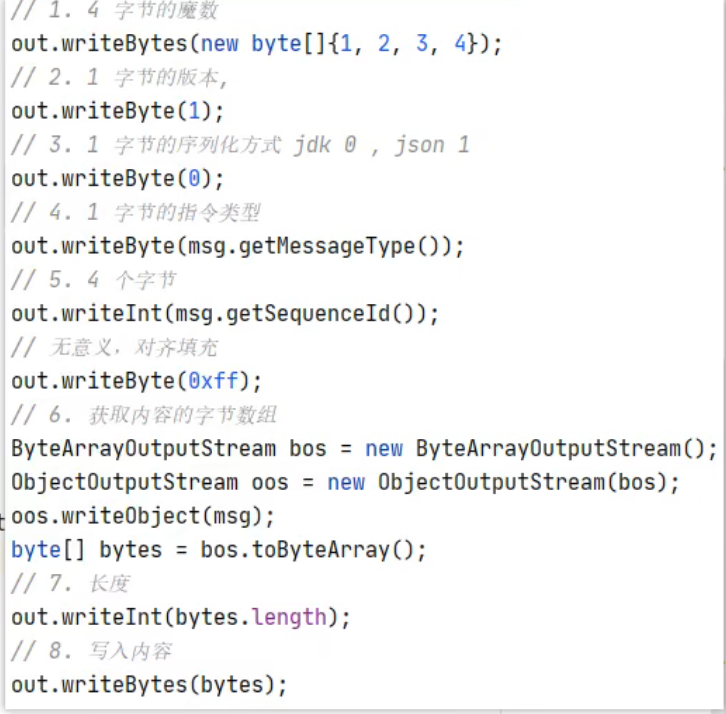 // 1. 4 字节的魔数
out.writeBytes(new byte[]{1, 2, 3, 4});
// 2. 1 字节的版本,
out.writeByte(1);
// 3. 1 字节的序列化方式 jdk 0 , json 1
out.writeByte(0);
// 4. 1 字节的指令类型
out.writeByte(msg.getMessageType());
// 5. 4 个字节
out.writeInt(msg.getSequenceId());
// 无意义，对齐填充
out.writeByte(0xff);
// 6. 获取内容的字节数组
ByteArrayOutputStream bos = new ByteArrayOutputStream();
ObjectOutputStream oos = new ObjectOutputStream(bos);
oos.writeObject(msg);
byte[] bytes = bos.toByteArray();
// 7. 长度
out.writeInt(bytes.length);
// 8. 写入内容
out.writeBytes(bytes);